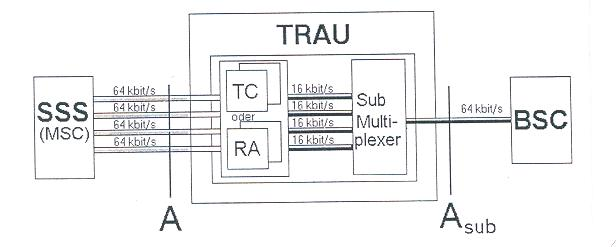 TRAU
SSS
(MSC)
64 kbit/s
64 kbit/s
64 kbit/s
64 kbit/s
TC
oder
RA
16 kbit/s
16 kbit/s
16 kbit/s
16 kbit/s
Sub
Multi-
plexer
64 kbit/s
BSC
A
Asub